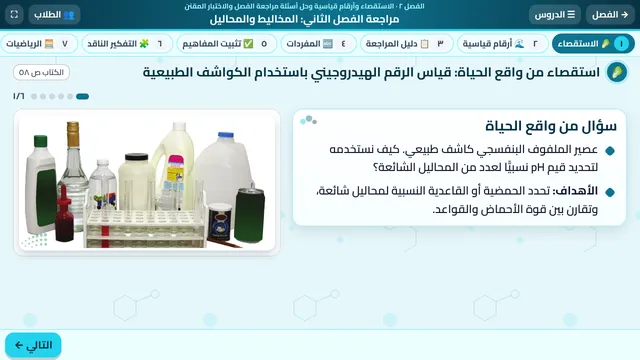 الفصل ٢ · الاستقصاء وأرقام قياسية وحل أسئلة مراجعة الفصل والاختبار المقنن
مراجعة الفصل الثاني: المخاليط والمحاليل
→ الفصل
☰ الدروس
👥 الطلاب
١ الاستقصاء
٢ أرقام قياسية
٣ دليل المراجعة
٤ المفردات
٥ تثبيت المفاهيم
٦ التفكير الناقد
٧ الرياضيات
استقصاء من واقع الحياة: قياس الرقم الهيدروجيني باستخدام الكواشف الطبيعية
الكتاب ص ٥٨
١/٦
سؤال من واقع الحياة
عصير الملفوف البنفسجي كاشف طبيعي. كيف نستخدمه
لتحديد قيم pH نسبيًّا لعدد من المحاليل الشائعة؟
الأهداف: تحدد الحمضية أو القاعدية النسبية لمحاليل شائعة،
وتقارن بين قوة الأحماض والقواعد.
التالي ←